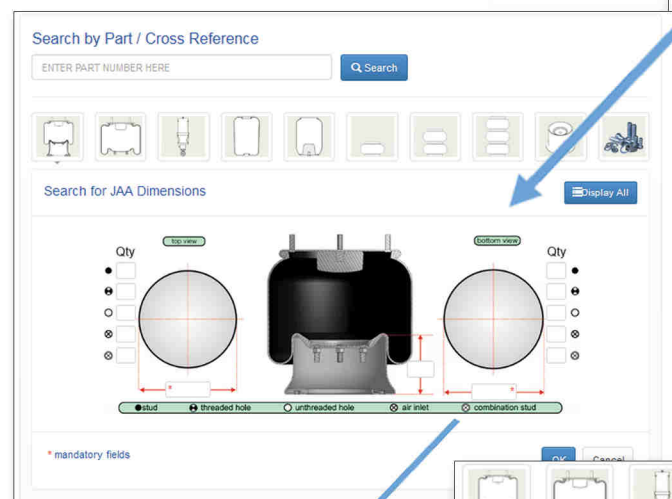 Search by Part / Cross Reference
ENTER PART NUMBER HERE
Search
Search for JAA Dimensions
Display All
top view
bottom view
Qty
Qty
*
*
stud
threaded hole
unthreaded hole
air inlet
combination stud
* mandatory fields
OK
Cancel